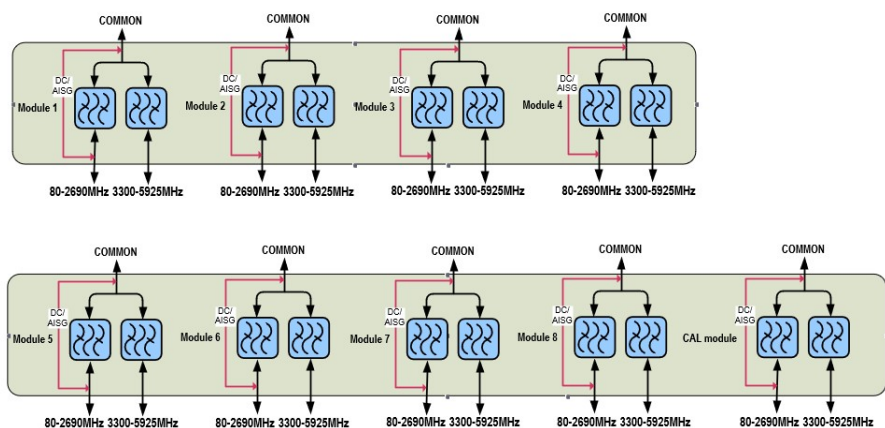 COMMON COMMON COMMON COMMON
DC/ DC/ DC/ DC/
AISG AISG AISG AISG
Module 1 Module 2 Module 3 Module 4
80-2690MHz 3300-5925MHz 80-2690MHz 3300-5925MHz 80-2690MHz 3300-5925MHz 80-2690MHz 3300-5925MHz
COMMON COMMON COMMON COMMON COMMON
DC/ DC/ DC/ DC/ DC/
AISG AISG AISG AISG AISG
Module 5 Module 6 Module 7 Module 8 CAL module
80-2690MHz 3300-5925MHz 80-2690MHz 3300-5925MHz 80-2690MHz 3300-5925MHz 80-2690MHz 3300-5925MHz 80-2690MHz 3300-5925MHz